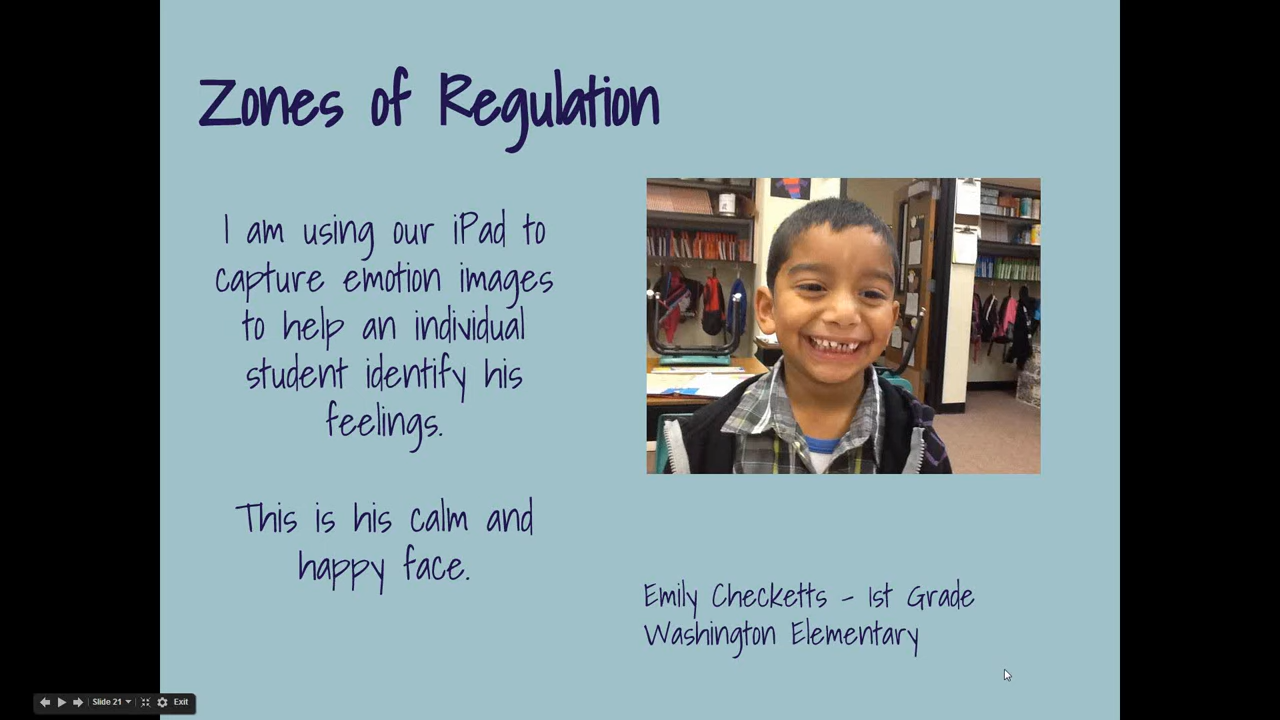 Zones of Regulation
I am using our iPad to
capture emotion images
to help an individual
student identify his
feelings.
This is his calm and
happy face.
Emily Checketts - 1st Grade
Washington Elementary
Slide 21
Exit